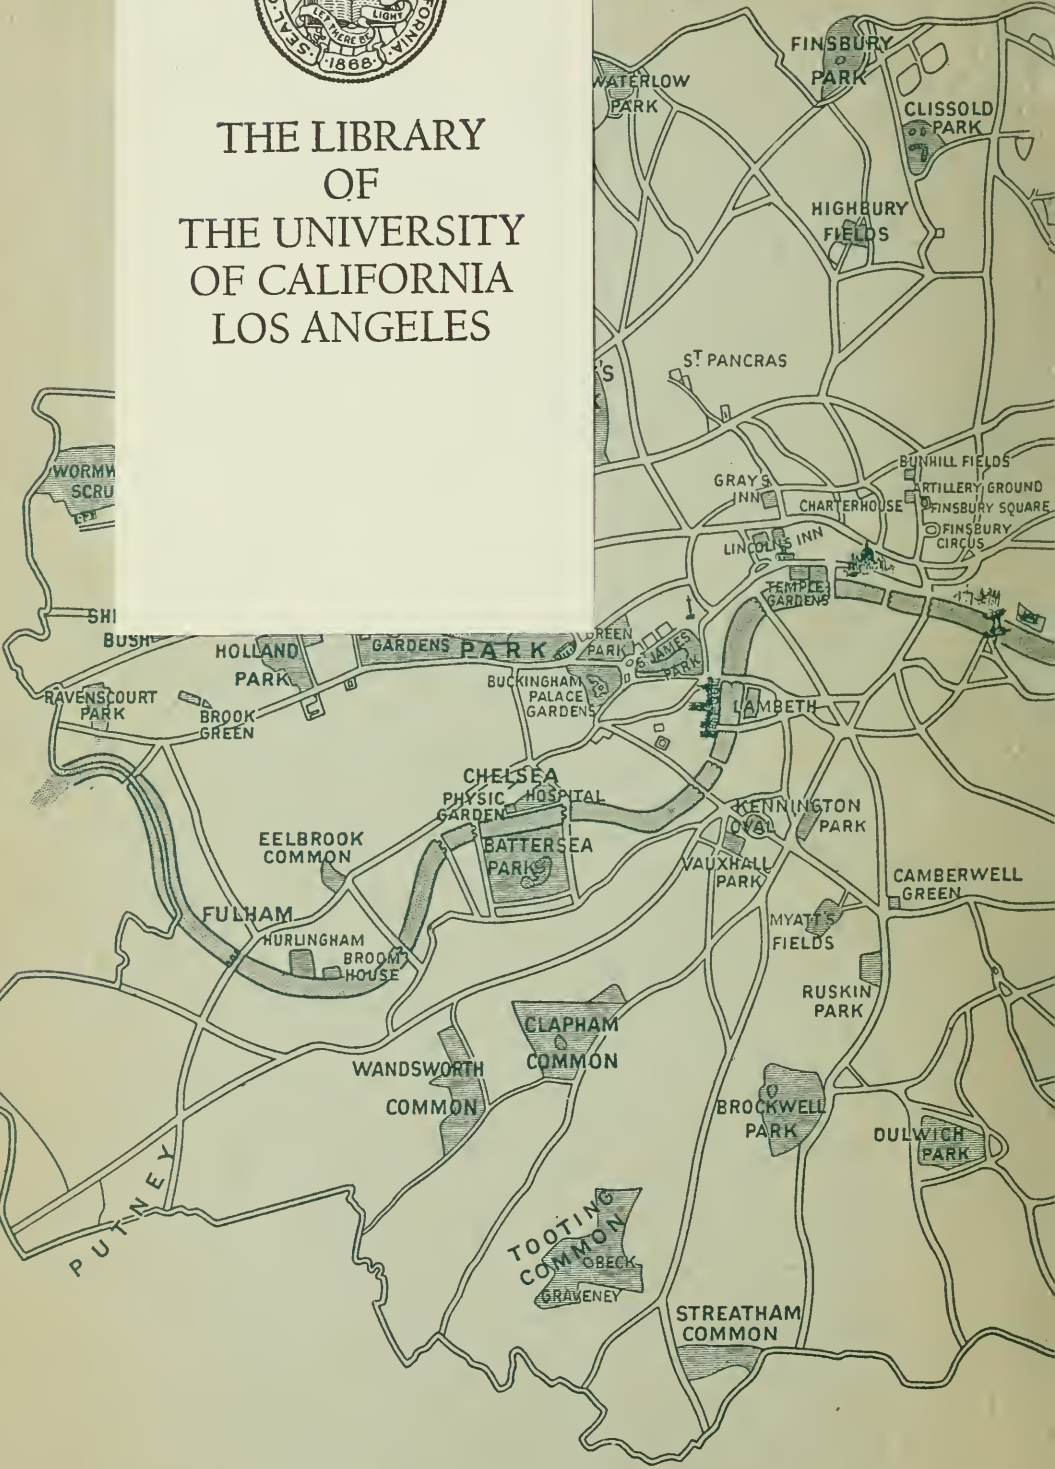 LET THERE BE LIGHT
·1868·
THE LIBRARY
OF
THE UNIVERSITY
OF CALIFORNIA
LOS ANGELES
FINSBURY
PARK
WATERLOW
PARK
CLISSOLD
PARK
HIGHBURY
FIELDS
ST. PANCRAS
BUNHILL FIELDS
GRAYS
INN
ARTILLERY GROUND
CHARTERHOUSE
FINSBURY SQUARE
FINSBURY
CIRCUS
LINCOLNS INN
TEMPLE
GARDENS
GREEN
PARK
ST JAMES
PARK
GARDENS
PARK
HOLLAND
PARK
BUSH
BUCKINGHAM
PALACE
GARDENS
RAVENSCOURT
PARK
BROOK
GREEN
LAMBETH
CHELSEA
PHYSIC
GARDEN
HOSPITAL
KENNINGTON
OVAL
PARK
BATTERSEA
PARK
VAUXHALL
PARK
EELBROOK
COMMON
CAMBERWELL
GREEN
FULHAM
MYATT'S
FIELDS
HURLINGHAM
BROOM
HOUSE
RUSKIN
PARK
CLAPHAM
COMMON
WANDSWORTH
COMMON
BROCKWELL
PARK
DULWICH
PARK
PUTNEY
TOOTING
COMMON
BECK
GRAVENEY
STREATHAM
COMMON